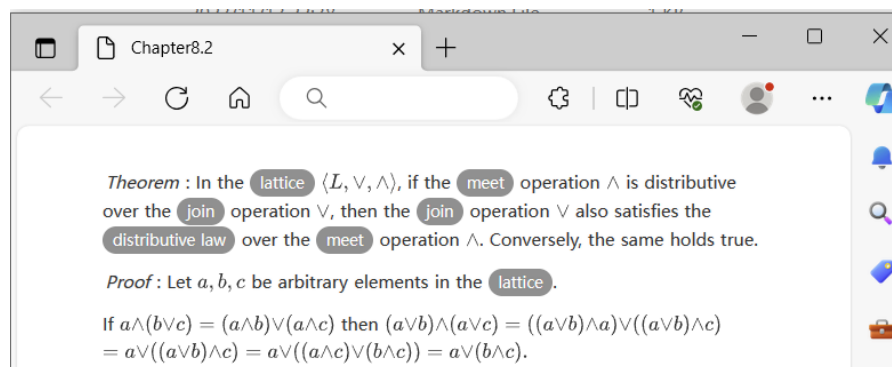 Chapter8.2
Theorem : In the lattice ⟨L, ∨, ∧⟩, if the meet operation ∧ is distributive
over the join operation ∨, then the join operation ∨ also satisfies the
distributive law over the meet operation ∧. Conversely, the same holds true.
Proof : Let a, b, c be arbitrary elements in the lattice.
If a∧(b∨c) = (a∧b)∨(a∧c) then (a∨b)∧(a∨c) = ((a∨b)∧a)∨((a∨b)∧c)
= a∨((a∨b)∧c) = a∨((a∧c)∨(b∧c)) = a∨(b∧c).